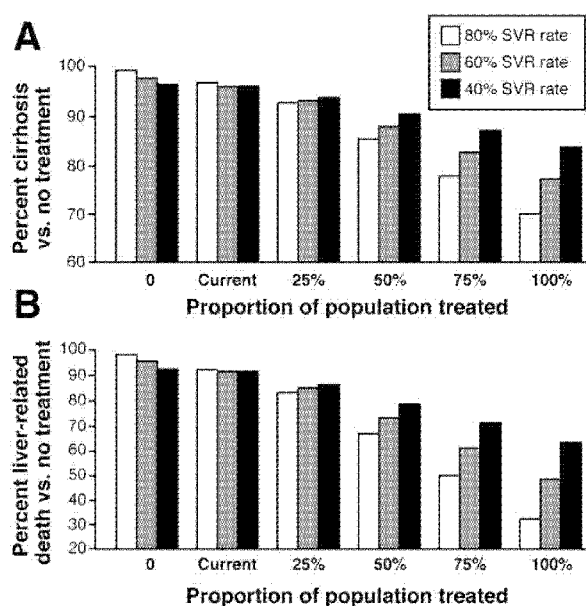 A
80% SVR rate
60% SVR rate
40% SVR rate
Percent cirrhosis
vs. no treatment
100
90
80
70
60
0 Current 25% 50% 75% 100%
Proportion of population treated
B
Percent liver-related
death vs. no treatment
100
90
80
70
60
50
40
30
20
0 Current 25% 50% 75% 100%
Proportion of population treated